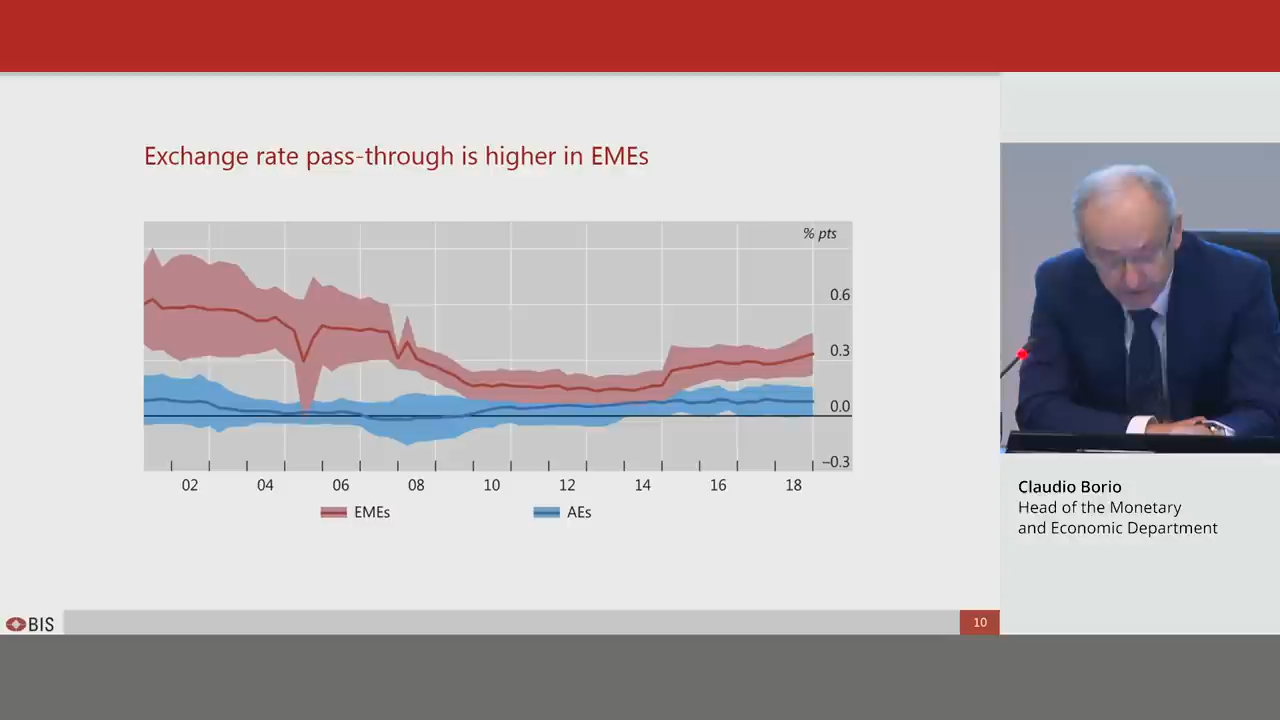 Exchange rate pass-through is higher in EMEs
% pts
0.6
0.3
0.0
–0.3
02 04 06 08 10 12 14 16 18
EMEs AEs
Claudio Borio
Head of the Monetary
and Economic Department
BIS
10